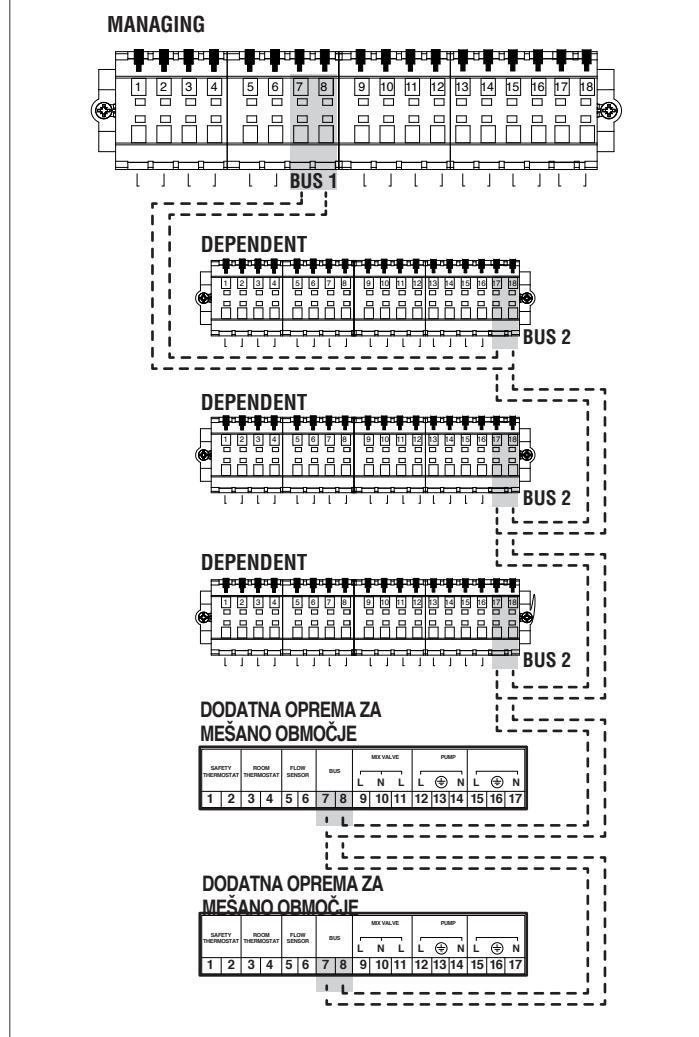 MANAGING
1 2 3 4 5 6 7 8 9 10 11 12 13 14 15 16 17 18
BUS 1
DEPENDENT
1 2 3 4 5 6 7 8 9 10 11 12 13 14 15 16 17 18
BUS 2
DEPENDENT
1 2 3 4 5 6 7 8 9 10 11 12 13 14 15 16 17 18
BUS 2
DEPENDENT
1 2 3 4 5 6 7 8 9 10 11 12 13 14 15 16 17 18
BUS 2
DODATNA OPREMA ZA
MEŠANO OBMOČJE
SAFETY THERMOSTAT ROOM THERMOSTAT FLOW SENSOR BUS MIX VALVE PUMP
L N L L N L N
1 2 3 4 5 6 7 8 9 10 11 12 13 14 15 16 17
DODATNA OPREMA ZA
MEŠANO OBMOČJE
SAFETY THERMOSTAT ROOM THERMOSTAT FLOW SENSOR BUS MIX VALVE PUMP
L N L L N L N
1 2 3 4 5 6 7 8 9 10 11 12 13 14 15 16 17